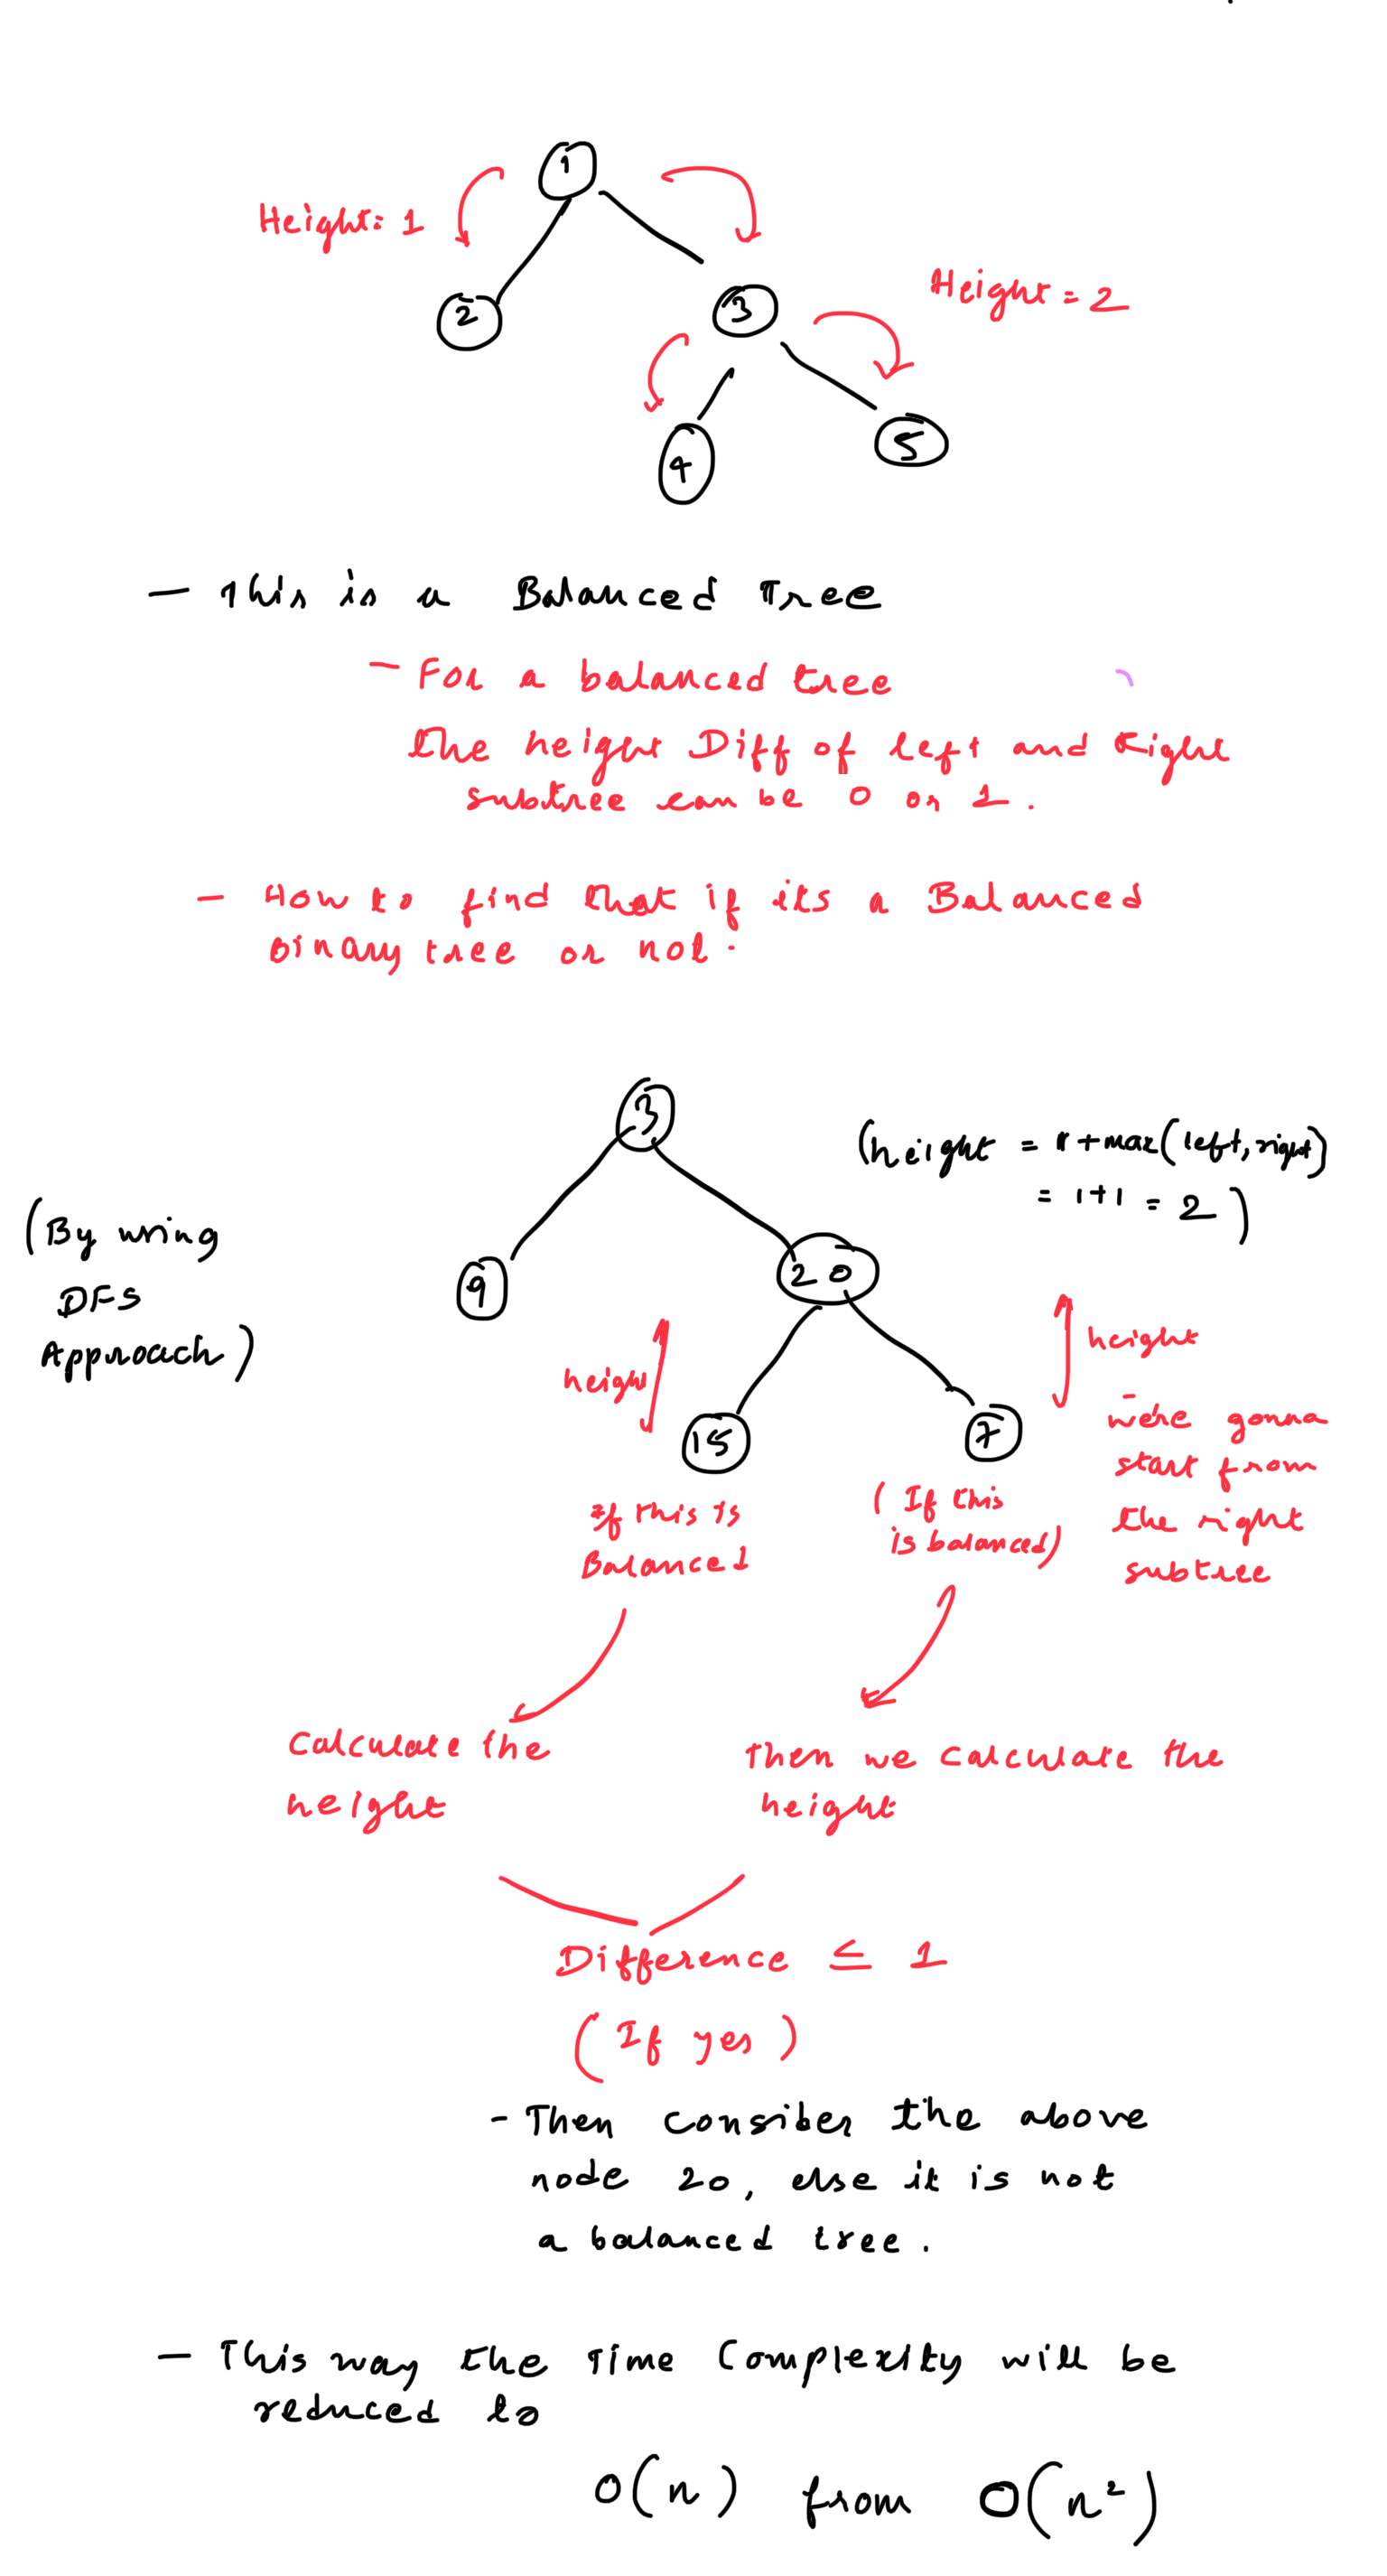 1
Height: 1
2
3
Height = 2
4
5
- This is a Balanced Tree
- For a balanced tree
the height Diff of left and Right
subtree can be 0 or 1.
- How to find that if its a Balanced
Binary tree or not.
3
(height = 1+max(left, right)
= 1+1 = 2)
(By using
DFS
Approach)
9
20
height
15
7
height
- we're gonna
start from
the right
subtree
If this is
Balanced
(If this
is balanced)
Calculate the
height
Then we calculate the
height
Difference ≤ 1
(If yes)
- Then consider the above
node 20, else it is not
a balanced tree.
- This way the Time Complexity will be
reduced to
O(n) from O(n²)